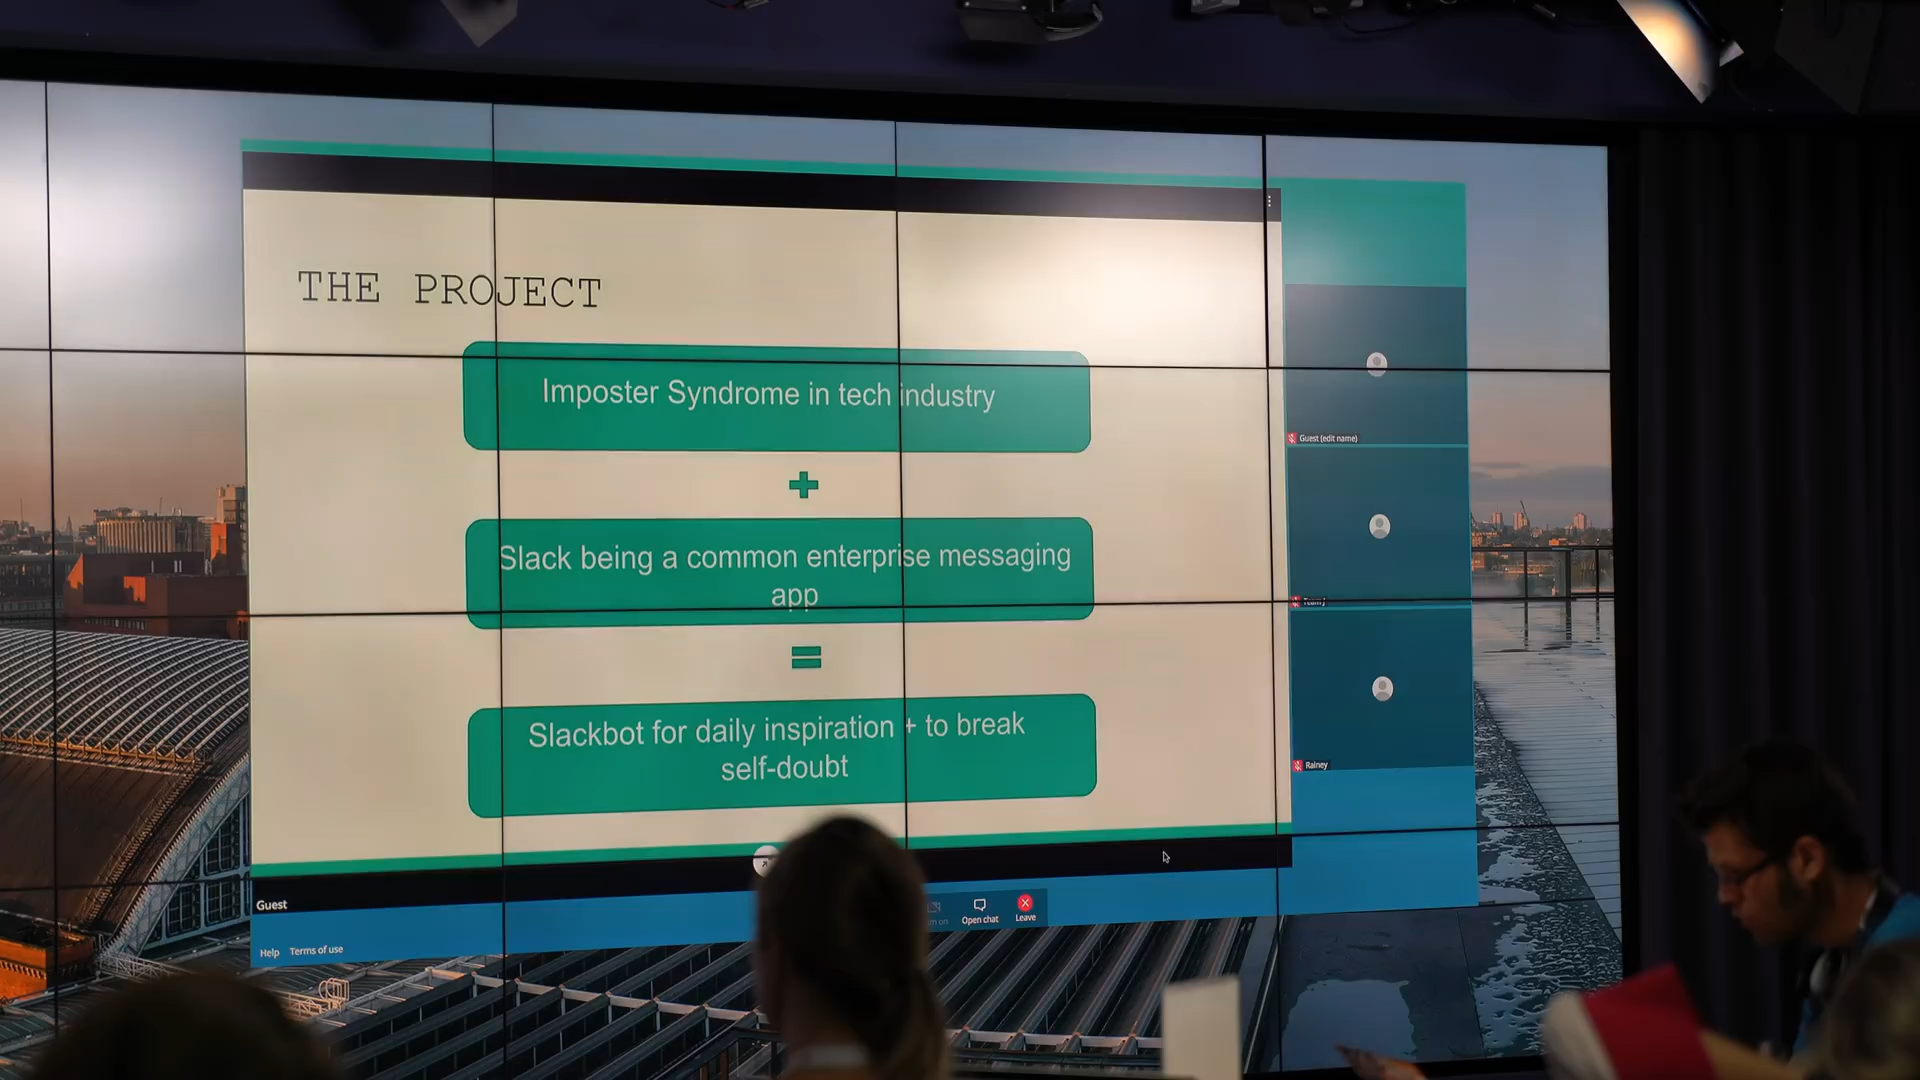 THE PROJECT
Imposter Syndrome in tech industry
Slack being a common enterprise messaging
app
Slackbot for daily inspiration + to break
self-doubt
Guest (edit name)
Rainey
Guest
Open chat
Leave
Help
Terms of use